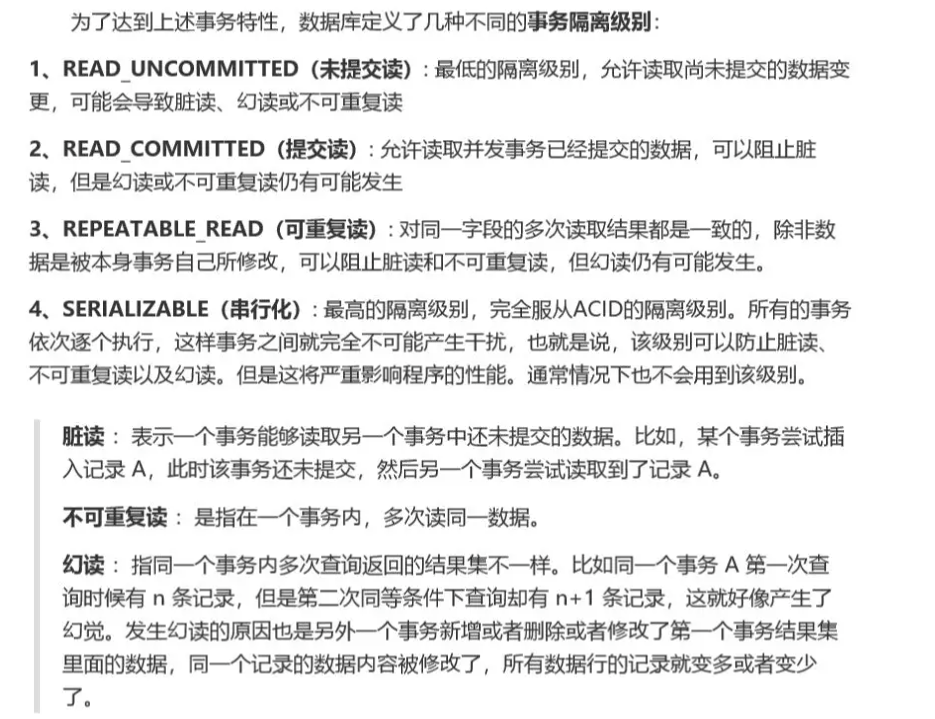 为了达到上述事务特性，数据库定义了几种不同的事务隔离级别：
1、READ_UNCOMMITTED（未提交读）: 最低的隔离级别，允许读取尚未提交的数据变
更，可能会导致脏读、幻读或不可重复读
2、READ_COMMITTED（提交读）: 允许读取并发事务已经提交的数据，可以阻止脏
读，但是幻读或不可重复读仍有可能发生
3、REPEATABLE_READ（可重复读）: 对同一字段的多次读取结果都是一致的，除非数
据是被本身事务自己所修改，可以阻止脏读和不可重复读，但幻读仍有可能发生。
4、SERIALIZABLE（串行化）: 最高的隔离级别，完全服从ACID的隔离级别。所有的事务
依次逐个执行，这样事务之间就完全不可能产生干扰，也就是说，该级别可以防止脏读、
不可重复读以及幻读。但是这将严重影响程序的性能。通常情况下也不会用到该级别。
脏读 ：表示一个事务能够读取另一个事务中还未提交的数据。比如，某个事务尝试插
入记录 A，此时该事务还未提交，然后另一个事务尝试读取到了记录 A。
不可重复读 ：是指在一个事务内，多次读同一数据。
幻读 ：指同一个事务内多次查询返回的结果集不一样。比如同一个事务 A 第一次查
询时候有 n 条记录，但是第二次同等条件下查询却有 n+1 条记录，这就好像产生了
幻觉。发生幻读的原因也是另外一个事务新增或者删除或者修改了第一个事务结果集
里面的数据，同一个记录的数据内容被修改了，所有数据行的记录就变多或者变少
了。